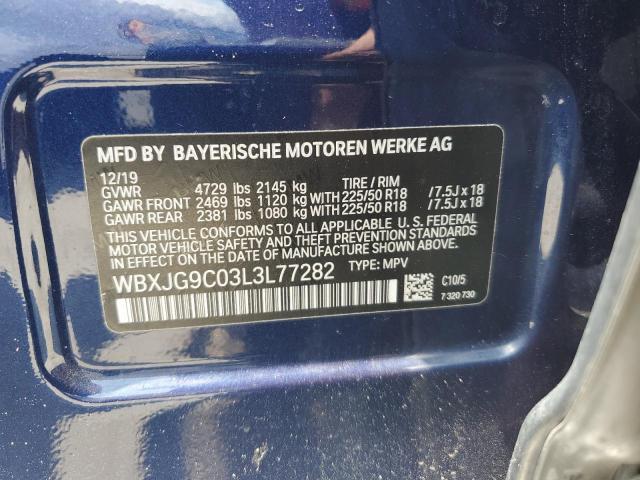 MFD BY BAYERISCHE MOTOREN WERKE AG
12/19
GVWR 4729 lbs 2145 kg TIRE / RIM
GAWR FRONT 2469 lbs 1120 kg WITH 225/50 R18 /7.5J x 18
GAWR REAR 2381 lbs 1080 kg WITH 225/50 R18 /7.5J x 18
THIS VEHICLE CONFORMS TO ALL APPLICABLE U. S. FEDERAL
MOTOR VEHICLE SAFETY, BUMPER, AND THEFT PREVENTION STANDARDS
IN EFFECT ON THE DATE OF MANUFACTURE SHOWN ABOVE.
WBXJG9C03L3L77282 TYPE: MPV
C10/5
7 320 730